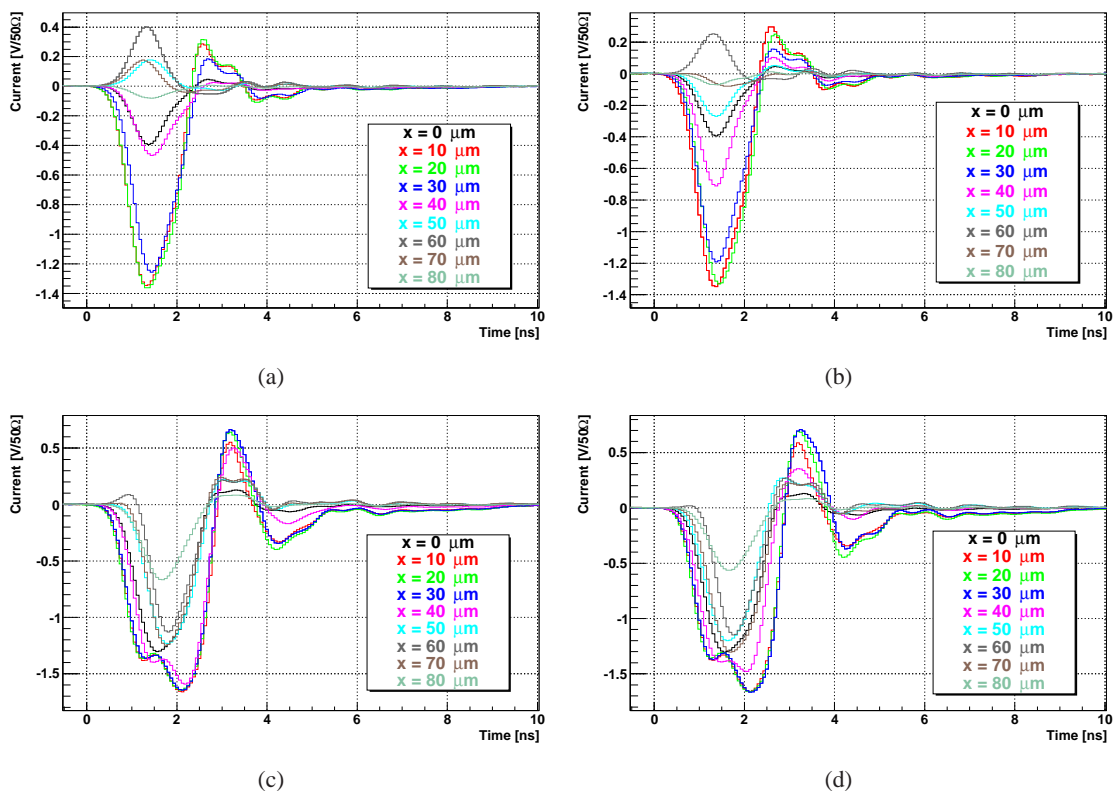 Current [V/50Ω]
0.4
0.2
0
-0.2
-0.4
-0.6
-0.8
-1
-1.2
-1.4
x = 0 μm
x = 10 μm
x = 20 μm
x = 30 μm
x = 40 μm
x = 50 μm
x = 60 μm
x = 70 μm
x = 80 μm
0 2 4 6 8 10
Time [ns]
(a)
Current [V/50Ω]
0.2
0
-0.2
-0.4
-0.6
-0.8
-1
-1.2
-1.4
x = 0 μm
x = 10 μm
x = 20 μm
x = 30 μm
x = 40 μm
x = 50 μm
x = 60 μm
x = 70 μm
x = 80 μm
0 2 4 6 8 10
Time [ns]
(b)
Current [V/50Ω]
0.5
0
-0.5
-1
-1.5
x = 0 μm
x = 10 μm
x = 20 μm
x = 30 μm
x = 40 μm
x = 50 μm
x = 60 μm
x = 70 μm
x = 80 μm
0 2 4 6 8 10
Time [ns]
(c)
Current [V/50Ω]
0.5
0
-0.5
-1
-1.5
x = 0 μm
x = 10 μm
x = 20 μm
x = 30 μm
x = 40 μm
x = 50 μm
x = 60 μm
x = 70 μm
x = 80 μm
0 2 4 6 8 10
Time [ns]
(d)